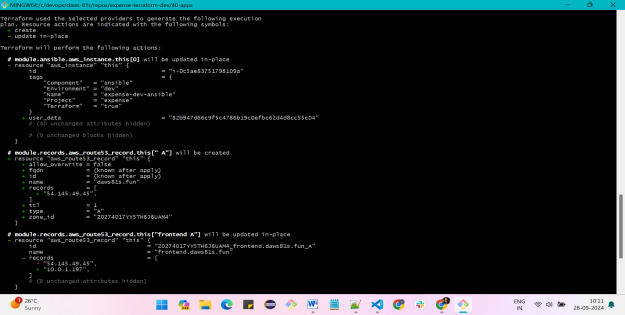 MINGW64:/c/devops/daws-81s/repos/expense-terraform-dev/40-apps
Terraform used the selected providers to generate the following execution
plan. Resource actions are indicated with the following symbols:
+ create
~ update in-place
Terraform will perform the following actions:
# module.ansible.aws_instance.this[0] will be updated in-place
~ resource "aws_instance" "this" {
id = "i-0c5ae83751798109a"
tags = {
"Component" = "ansible"
"Environment" = "dev"
"Name" = "expense-dev-ansible"
"Project" = "expense"
"Terraform" = "true"
}
+ user_data = "82b947d66c9f5c4786b19c0efbc62d4d8cc55c04"
# (40 unchanged attributes hidden)
# (9 unchanged blocks hidden)
}
# module.records.aws_route53_record.this[" A"] will be created
+ resource "aws_route53_record" "this" {
+ allow_overwrite = false
+ fqdn = (known after apply)
+ id = (known after apply)
+ name = "daws81s.fun"
+ records = [
+ "54.145.49.45",
]
+ ttl = 1
+ type = "A"
+ zone_id = "Z0274017YY5TH6J6UAM4"
}
# module.records.aws_route53_record.this["frontend A"] will be updated in-place
~ resource "aws_route53_record" "this" {
id = "Z0274017YY5TH6J6UAM4_frontend.daws81s.fun_A"
name = "frontend.daws81s.fun"
~ records = [
- "54.145.49.45",
+ "10.0.1.197",
]
# (8 unchanged attributes hidden)
}
26°C
Sunny
ENG
IN
10:11
26-09-2024